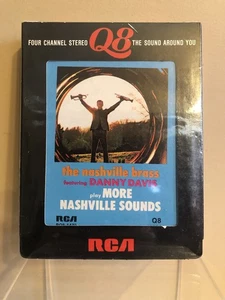 FOUR CHANNEL STEREO Q8 THE SOUND AROUND YOU
the nashville brass
featuring DANNY DAVIS
play MORE
NASHVILLE SOUNDS
RCA Q8
RCA